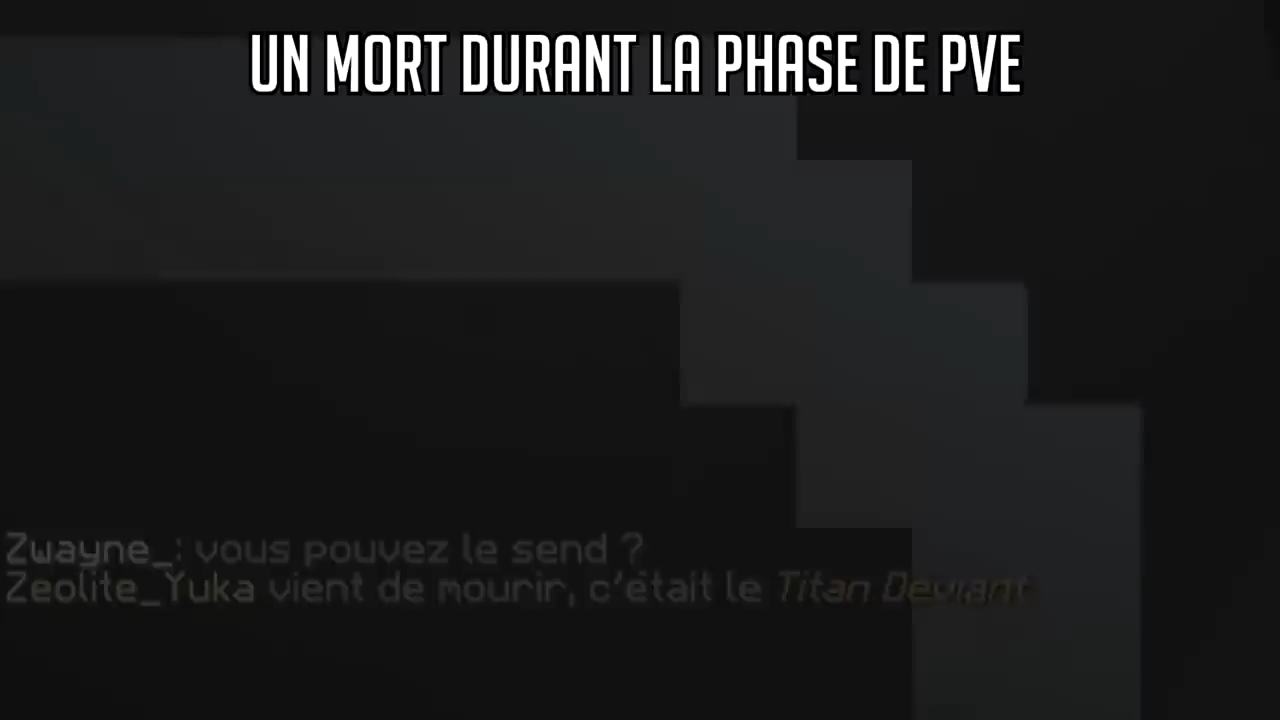 UN MORT DURANT LA PHASE DE PVE
Zwayne_: vous pouvez le send ?
Zeolite_Yuka vient de mourir, c'était le Titan Deviant